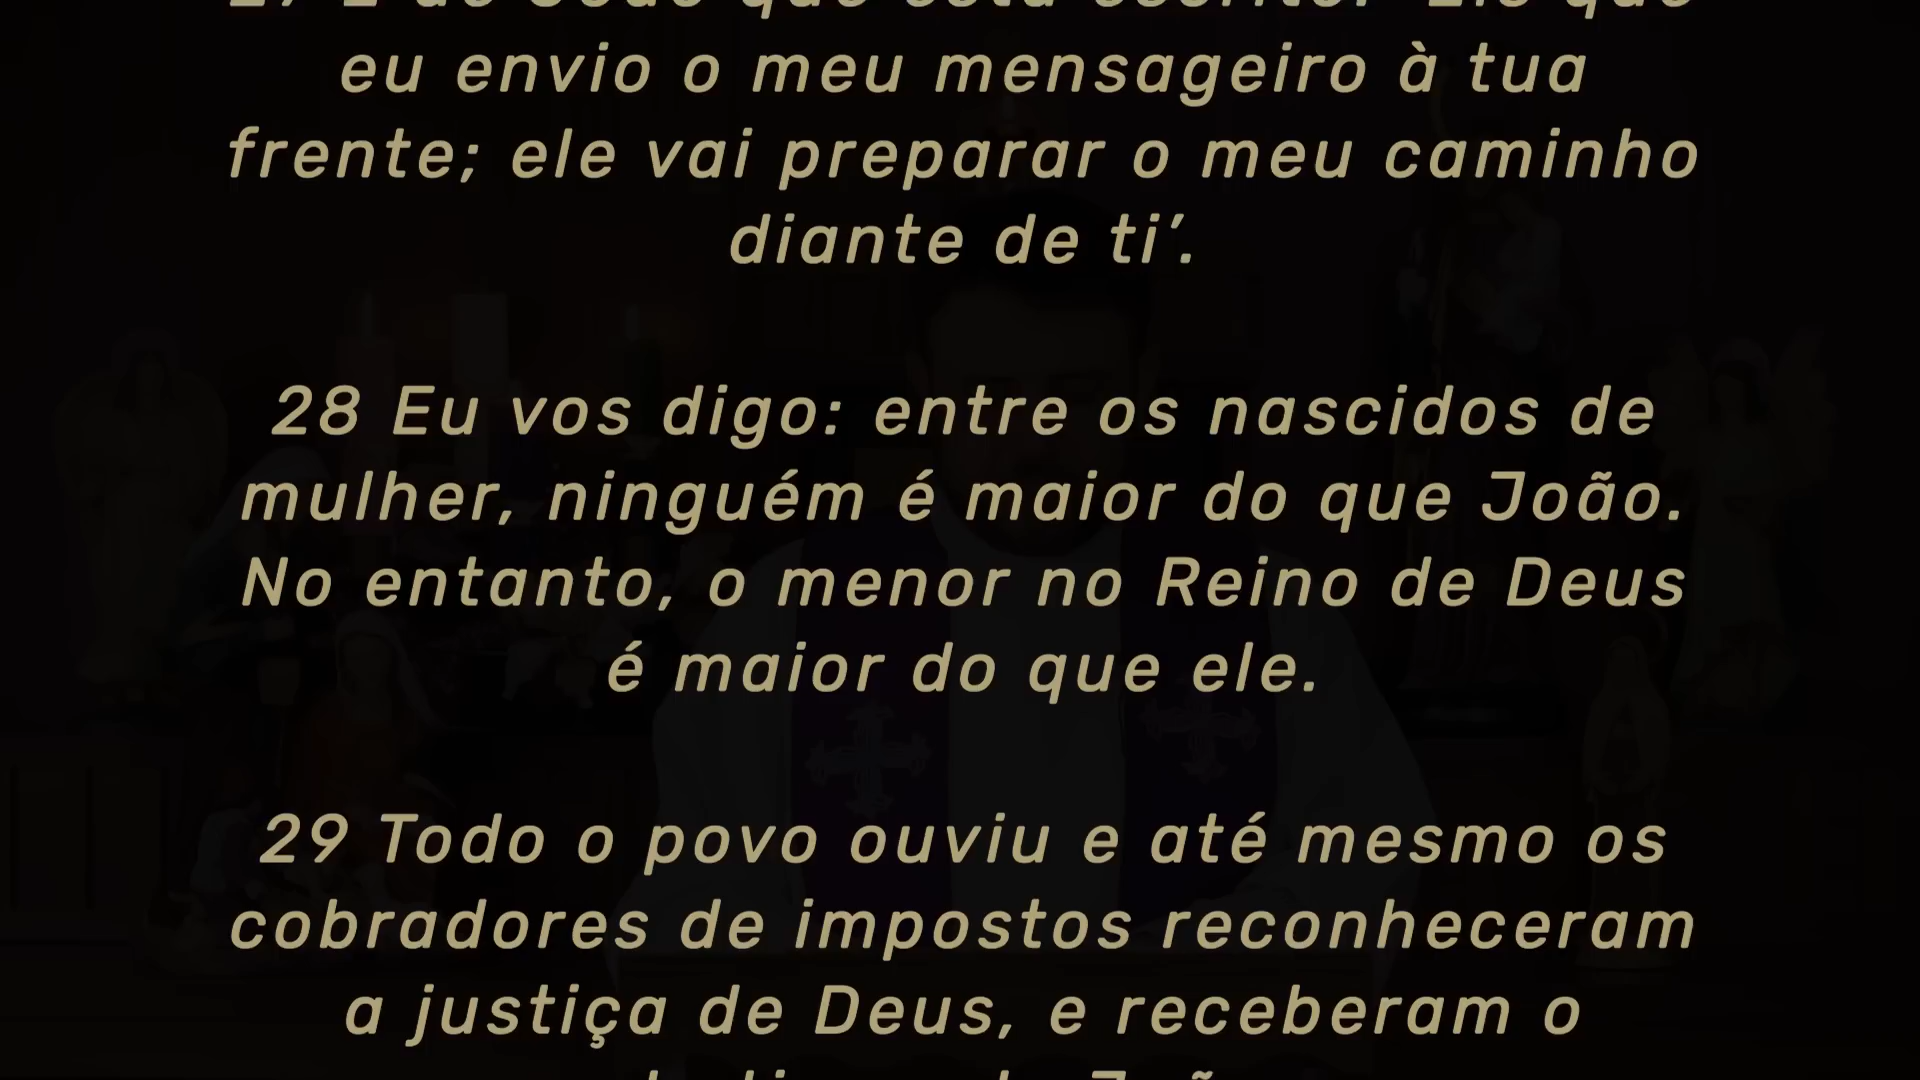 eu envio o meu mensageiro à tua
frente; ele vai preparar o meu caminho
diante de ti’.
28 Eu vos digo: entre os nascidos de
mulher, ninguém é maior do que João.
No entanto, o menor no Reino de Deus
é maior do que ele.
29 Todo o povo ouviu e até mesmo os
cobradores de impostos reconheceram
a justiça de Deus, e receberam o